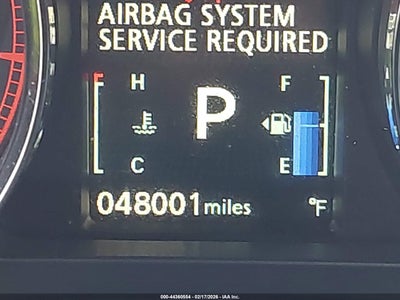 AIRBAG SYSTEM
SERVICE REQUIRED
H F
P
C E
048001 miles °F
000-44360554 - 02/17/2026 - IAA Inc.